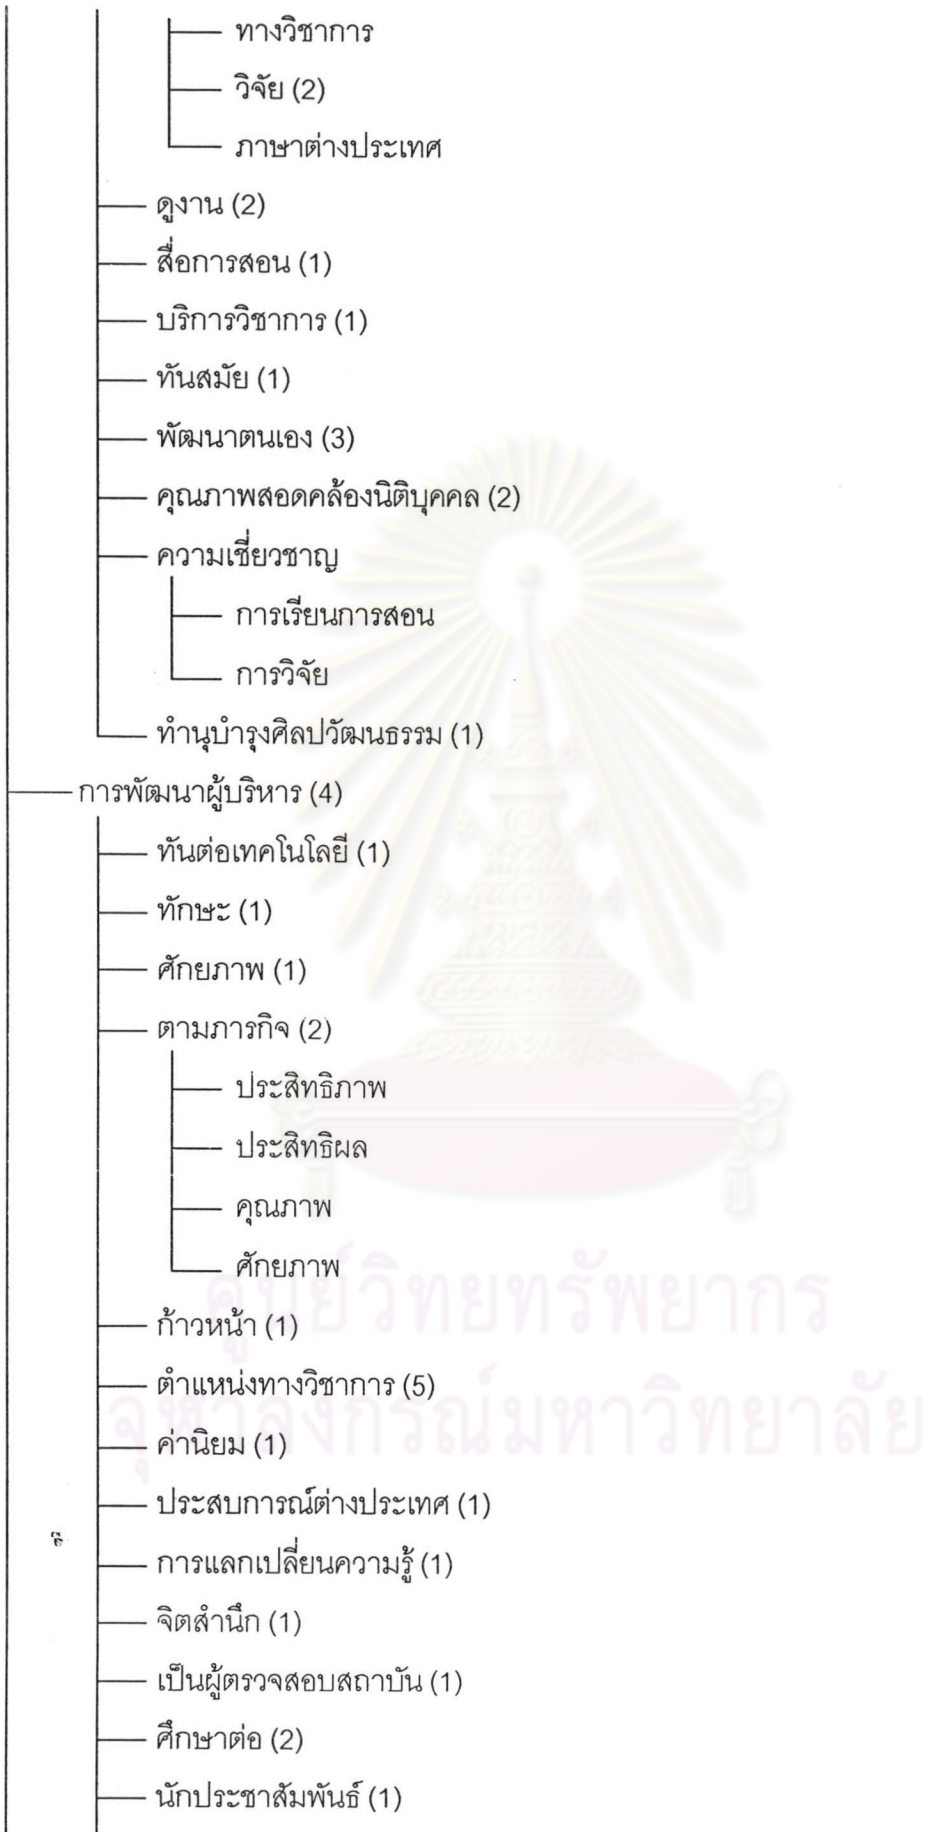 ทางวิชาการ
วิจัย (2)
ภาษาต่างประเทศ
ดูงาน (2)
สื่อการสอน (1)
บริการวิชาการ (1)
ทันสมัย (1)
พัฒนาตนเอง (3)
คุณภาพสอดคล้องนิติบุคคล (2)
ความเชี่ยวชาญ
การเรียนการสอน
การวิจัย
ทำนุบำรุงศิลปวัฒนธรรม (1)
การพัฒนาผู้บริหาร (4)
ทันต่อเทคโนโลยี (1)
ทักษะ (1)
ศักยภาพ (1)
ตามภารกิจ (2)
ประสิทธิภาพ
ประสิทธิผล
คุณภาพ
ศักยภาพ
ศูนย์วิทยทรัพยากร
ก้าวหน้า (1)
ตำแหน่งทางวิชาการ (5)
จุฬาลงกรณ์มหาวิทยาลัย
ค่านิยม (1)
ประสบการณ์ต่างประเทศ (1)
การแลกเปลี่ยนความรู้ (1)
จิตสำนึก (1)
เป็นผู้ตรวจสอบสถาบัน (1)
ศึกษาต่อ (2)
นักประชาสัมพันธ์ (1)